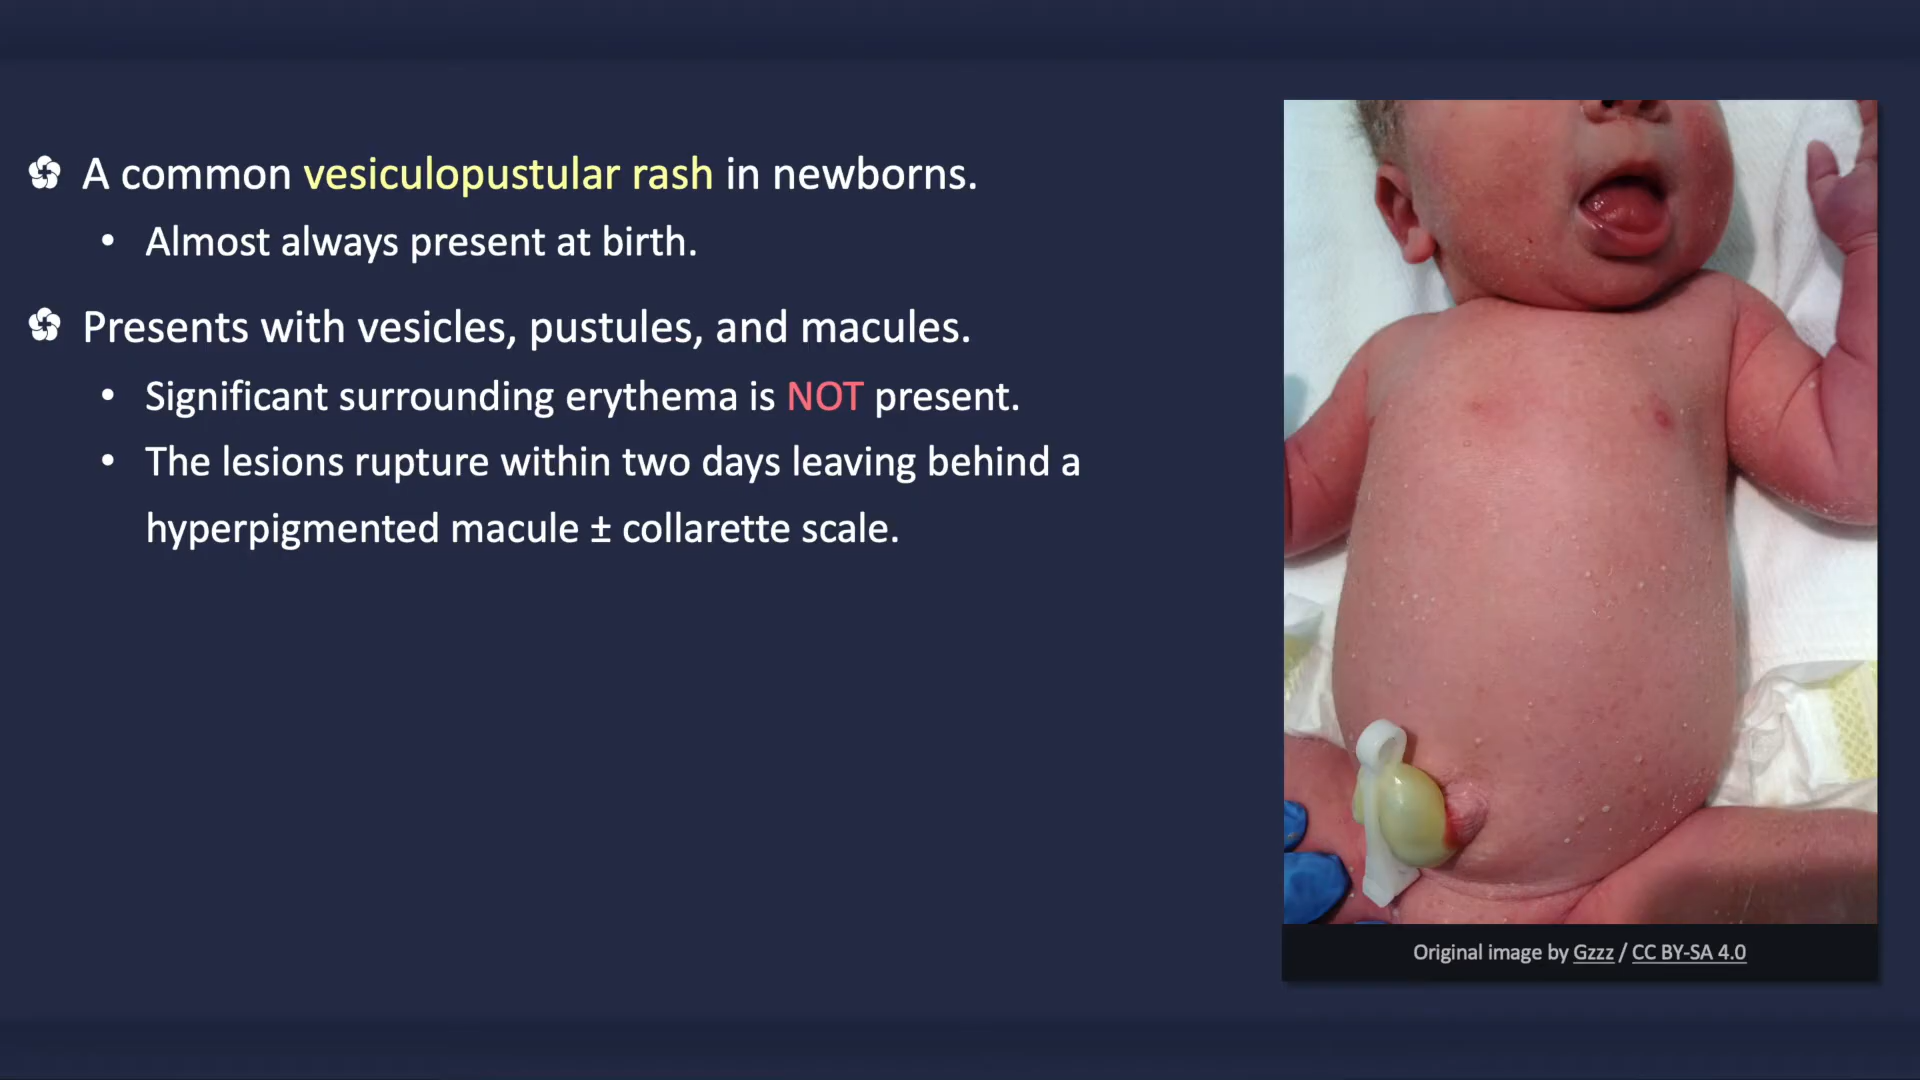 A common vesiculopustular rash in newborns.
• Almost always present at birth.
Presents with vesicles, pustules, and macules.
• Significant surrounding erythema is NOT present.
• The lesions rupture within two days leaving behind a
hyperpigmented macule ± collarette scale.
Original image by Gzzz / CC BY-SA 4.0